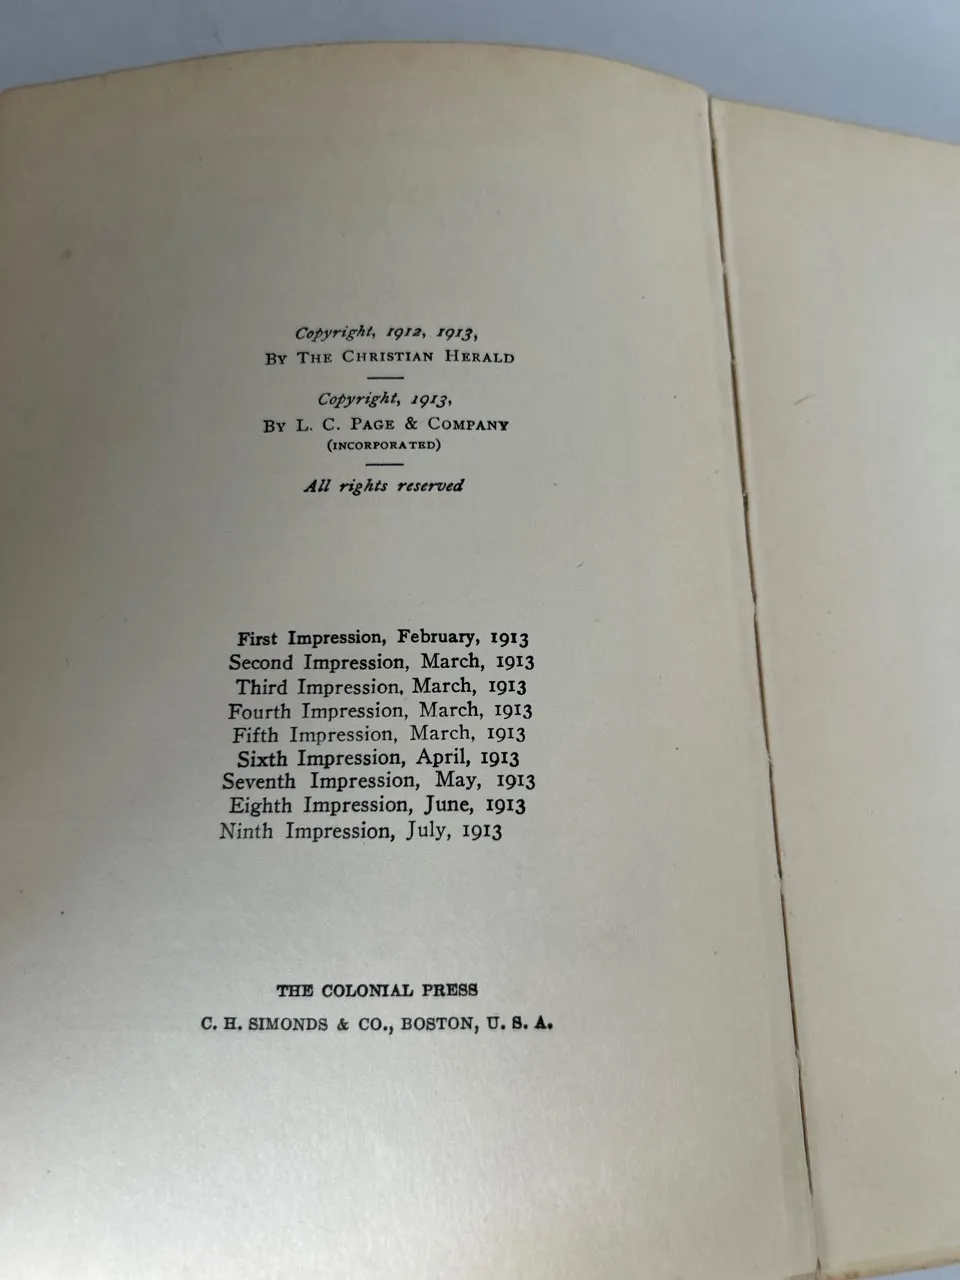 Copyright, 1912, 1913,
BY THE CHRISTIAN HERALD
Copyright, 1913,
BY L. C. PAGE & COMPANY
(INCORPORATED)
All rights reserved
First Impression, February, 1913
Second Impression, March, 1913
Third Impression, March, 1913
Fourth Impression, March, 1913
Fifth Impression, March, 1913
Sixth Impression, April, 1913
Seventh Impression, May, 1913
Eighth Impression, June, 1913
Ninth Impression, July, 1913
THE COLONIAL PRESS
C. H. SIMONDS & CO., BOSTON, U. S. A.